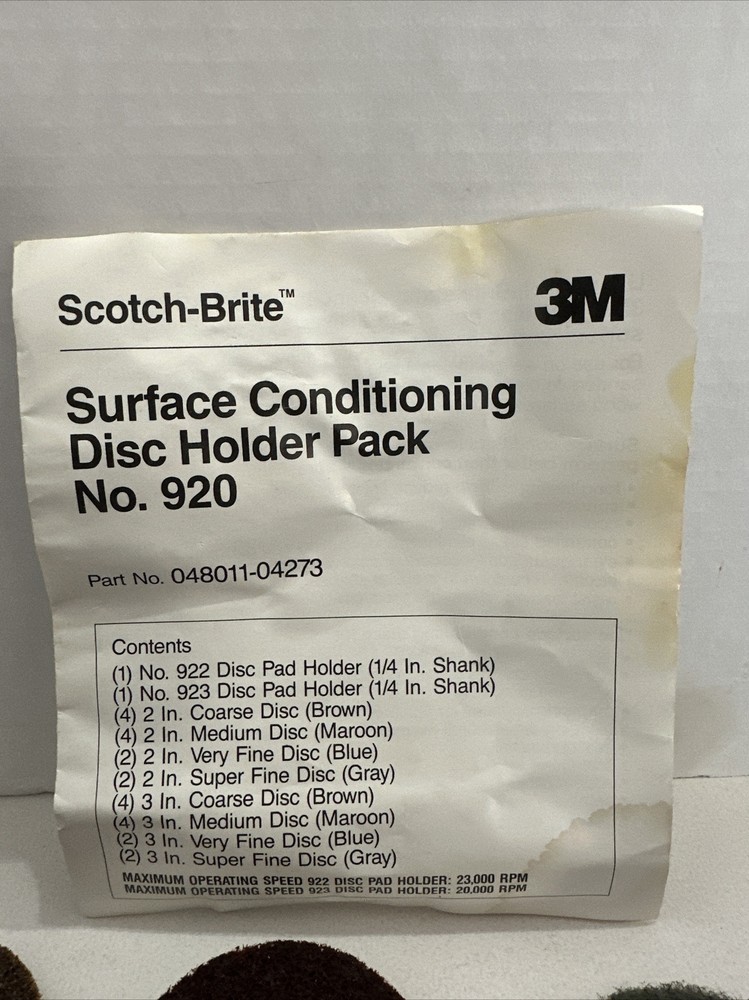 Scotch-Brite™ 3M
Surface Conditioning
Disc Holder Pack
No. 920
Part No. 048011-04273
Contents
(1) No. 922 Disc Pad Holder (1/4 In. Shank)
(1) No. 923 Disc Pad Holder (1/4 In. Shank)
(4) 2 In. Coarse Disc (Brown)
(4) 2 In. Medium Disc (Maroon)
(2) 2 In. Very Fine Disc (Blue)
(2) 2 In. Super Fine Disc (Gray)
(4) 3 In. Coarse Disc (Brown)
(4) 3 In. Medium Disc (Maroon)
(2) 3 In. Very Fine Disc (Blue)
(2) 3 In. Super Fine Disc (Gray)
MAXIMUM OPERATING SPEED 922 DISC PAD HOLDER: 23,000 RPM
MAXIMUM OPERATING SPEED 923 DISC PAD HOLDER: 20,000 RPM